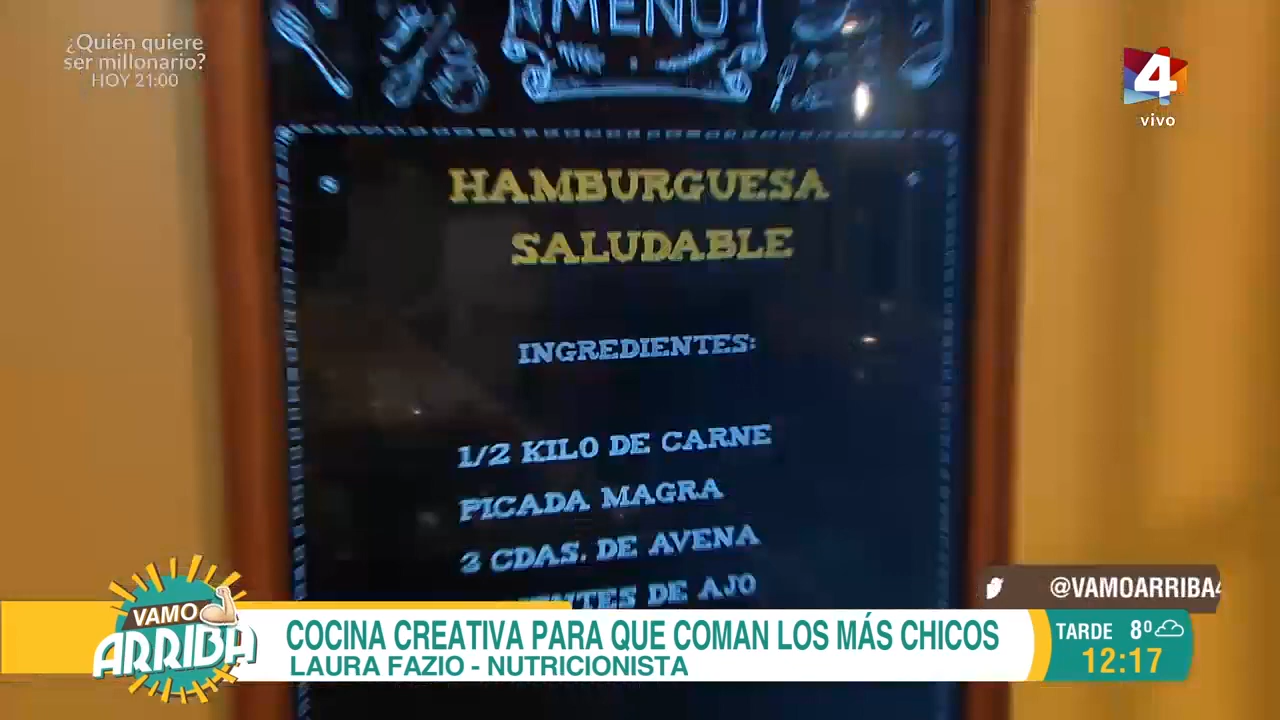 ¿Quién quiere
ser millonario?
HOY 21:00
4
vivo
MENÚ
HAMBURGUESA
SALUDABLE
INGREDIENTES:
1/2 KILO DE CARNE
PICADA MAGRA
3 CDAS. DE AVENA
DE AJO
@VAMOARRIBA4
VAMO
ARRIBA
COCINA CREATIVA PARA QUE COMAN LOS MÁS CHICOS
LAURA FAZIO - NUTRICIONISTA
TARDE 8º
12:17